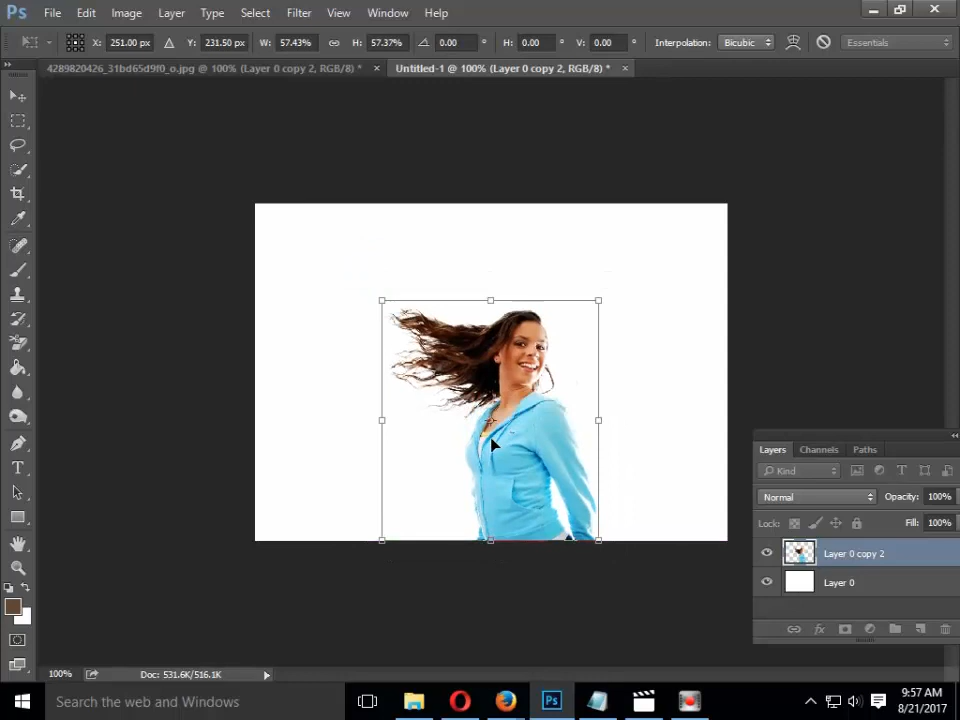 Ps File Edit Image Layer Type Select Filter View Window Help
X: 251.00 px Y: 231.50 px W: 57.43% H: 57.37% 0.00 ° H: 0.00 ° V: 0.00 ° Interpolation: Bicubic Essentials
4289820426_31bd65d9f0_o.jpg @ 100% (Layer 0 copy 2, RGB/8) * × Untitled-1 @ 100% (Layer 0 copy 2, RGB/8) * ×
T
Layers Channels Paths
Kind T
Normal Opacity: 100%
Lock: Fill: 100%
Layer 0 copy 2
Layer 0
fx
100% Doc: 531.6K/516.1K
Search the web and Windows
Ps
9:57 AM
8/21/2017